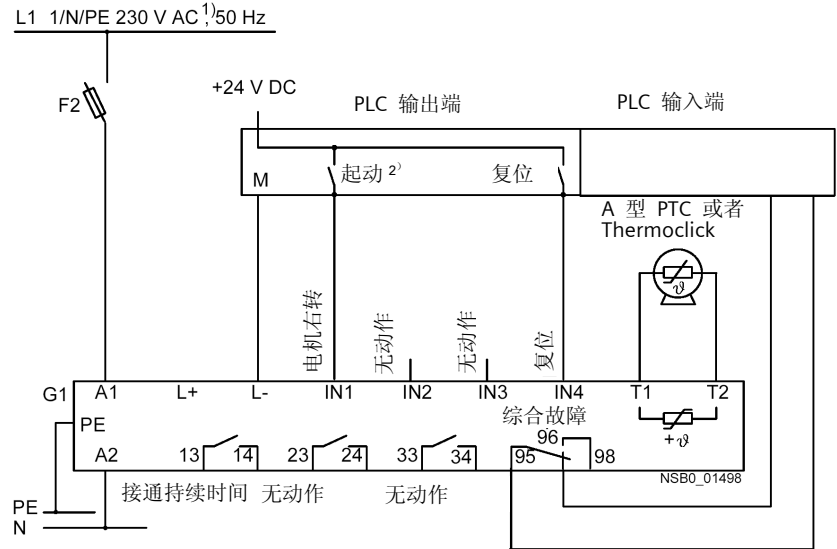 L1 1/N/PE 230 V AC 1), 50 Hz
F2
+24 V DC
PLC 输出端
PLC 输入端
M
起动 2)
复位
A 型 PTC 或者
Thermoclick
ϑ
电机右转
无动作
无动作
复位
G1
A1
L+
L-
IN1
IN2
IN3
IN4
T1
T2
PE
综合故障
+ϑ
A2
13
14
23
24
33
34
95
96
98
NSB0_01498
接通持续时间
无动作
无动作
PE
N